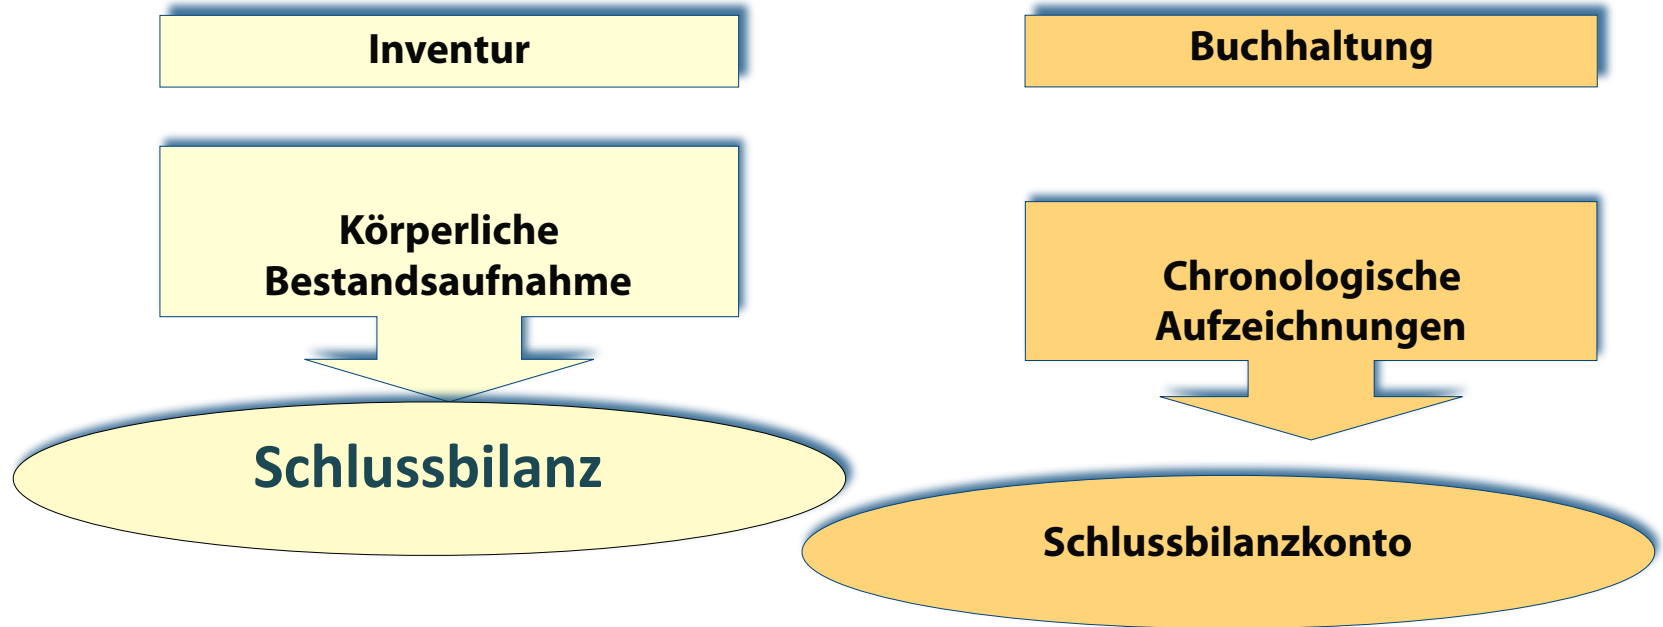 Inventur
Körperliche
Bestandsaufnahme
Schlussbilanz
Buchhaltung
Chronologische
Aufzeichnungen
Schlussbilanzkonto